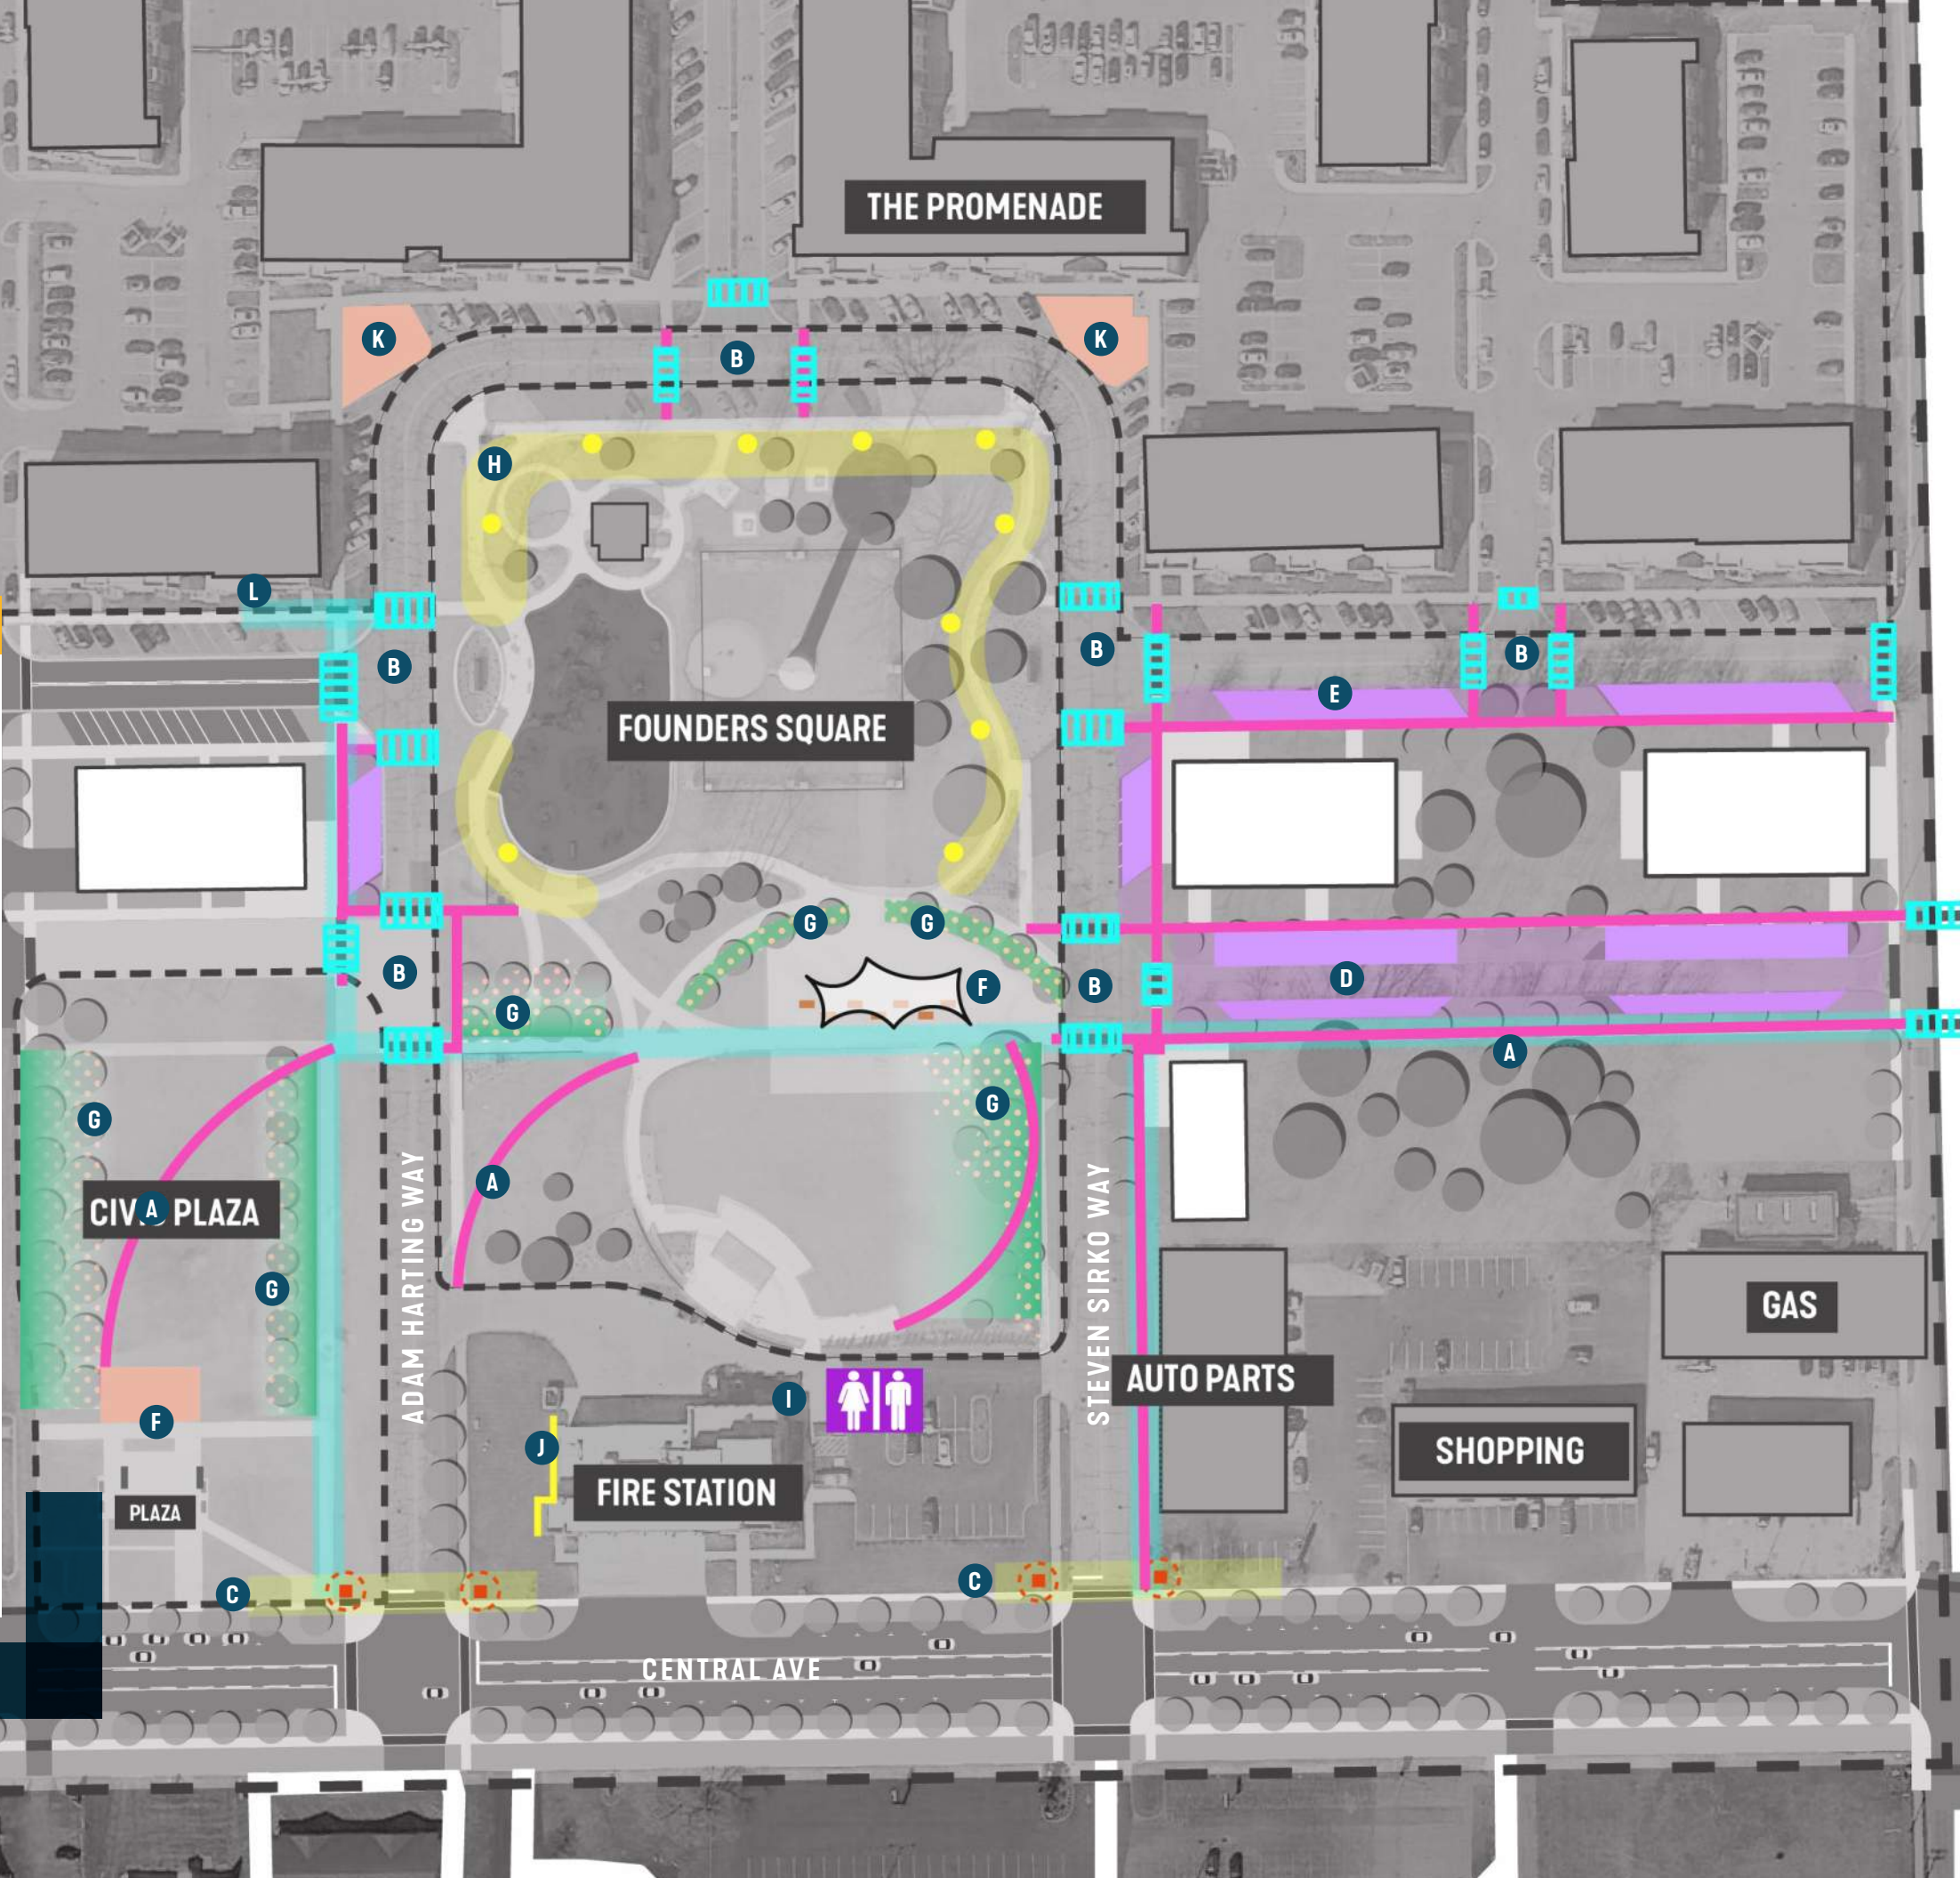 THE PROMENADE
K
B
K
H
L
B
B
B
E
FOUNDERS SQUARE
G
G
B
F
B
D
G
A
G
G
A
CIVIC PLAZA
A
G
ADAM HARTING WAY
STEVEN SIRKO WAY
GAS
AUTO PARTS
I
F
J
SHOPPING
FIRE STATION
PLAZA
C
C
CENTRAL AVE